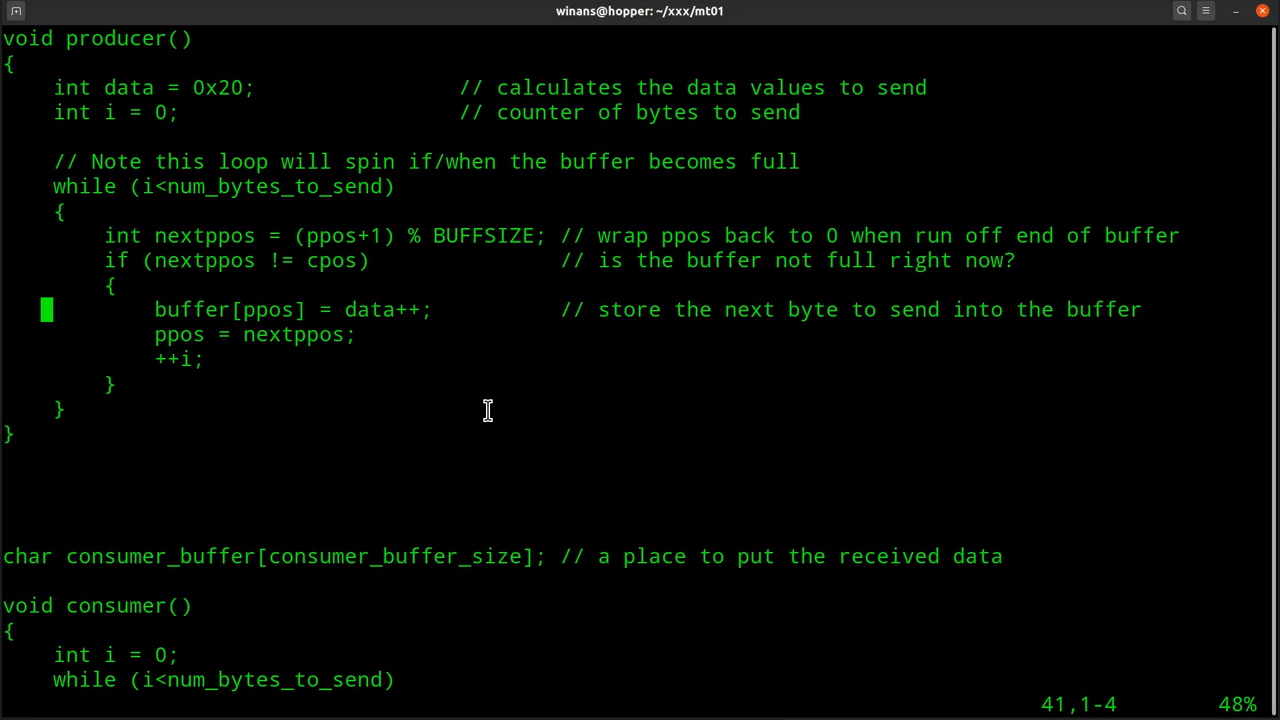 winans@hopper: ~/xxx/mt01
void producer()
{
    int data = 0x20;                // calculates the data values to send
    int i = 0;                      // counter of bytes to send
    // Note this loop will spin if/when the buffer becomes full
    while (i<num_bytes_to_send)
    {
        int nextppos = (ppos+1) % BUFFSIZE; // wrap ppos back to 0 when run off end of buffer
        if (nextppos != cpos)               // is the buffer not full right now?
        {
            buffer[ppos] = data++;          // store the next byte to send into the buffer
            ppos = nextppos;
            ++i;
        }
    }
}
char consumer_buffer[consumer_buffer_size]; // a place to put the received data
void consumer()
{
    int i = 0;
    while (i<num_bytes_to_send)
41,1-4        48%